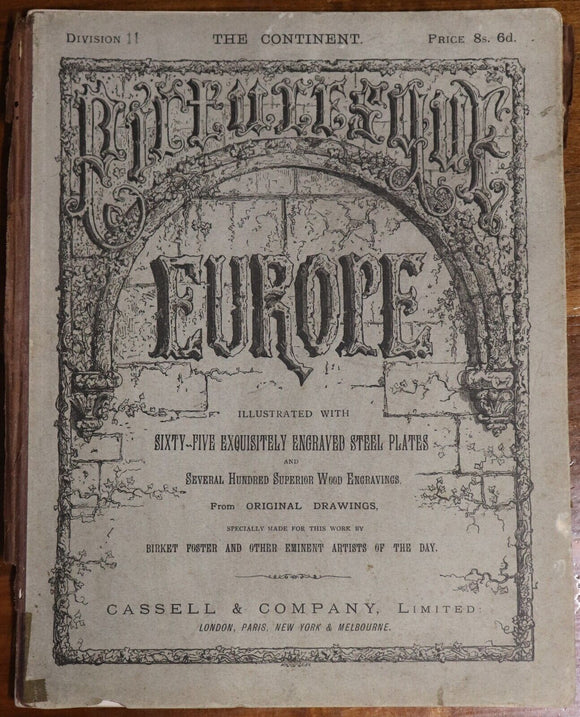 Division 11 THE CONTINENT. Price 8s. 6d.
Picturesque
EUROPE
ILLUSTRATED WITH
SIXTY-FIVE EXQUISITELY ENGRAVED STEEL PLATES
AND
Several Hundred Superior Wood Engravings.
From ORIGINAL DRAWINGS,
SPECIALLY MADE FOR THIS WORK BY
BIRKET FOSTER AND OTHER EMINENT ARTISTS OF THE DAY.
CASSELL & COMPANY, Limited:
LONDON, PARIS, NEW YORK & MELBOURNE.